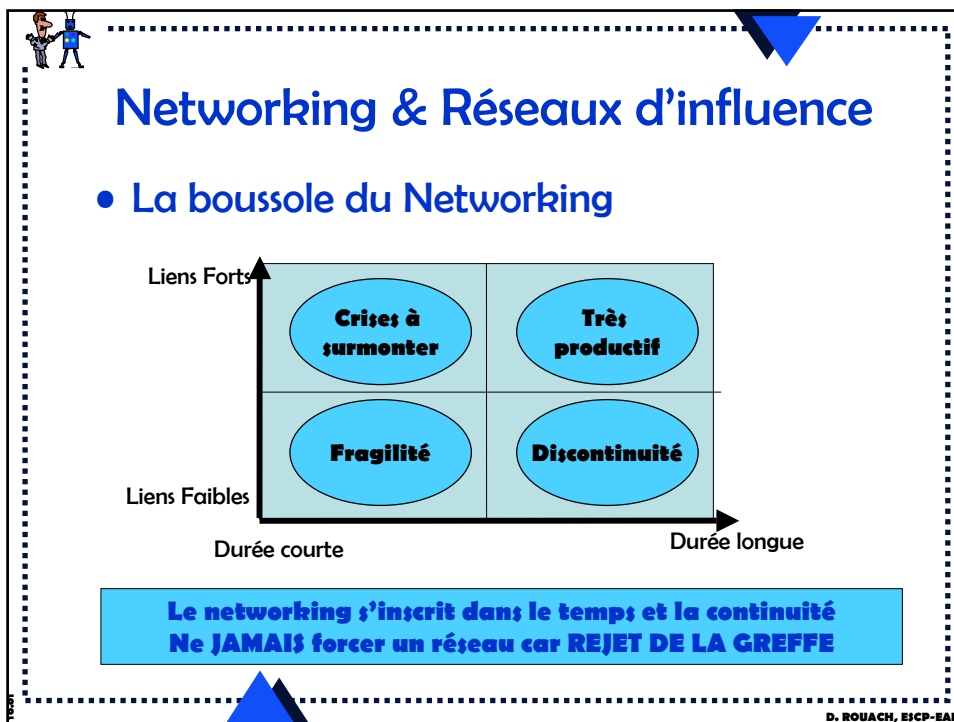 Networking & Réseaux d'influence
• La boussole du Networking
Liens Forts
Crises à
surmonter
Très
productif
Fragilité
Discontinuité
Liens Faibles
Durée courte
Durée longue
Le networking s'inscrit dans le temps et la continuité
Ne JAMAIS forcer un réseau car REJET DE LA GREFFE
D. ROUACH, ESCP-EAP